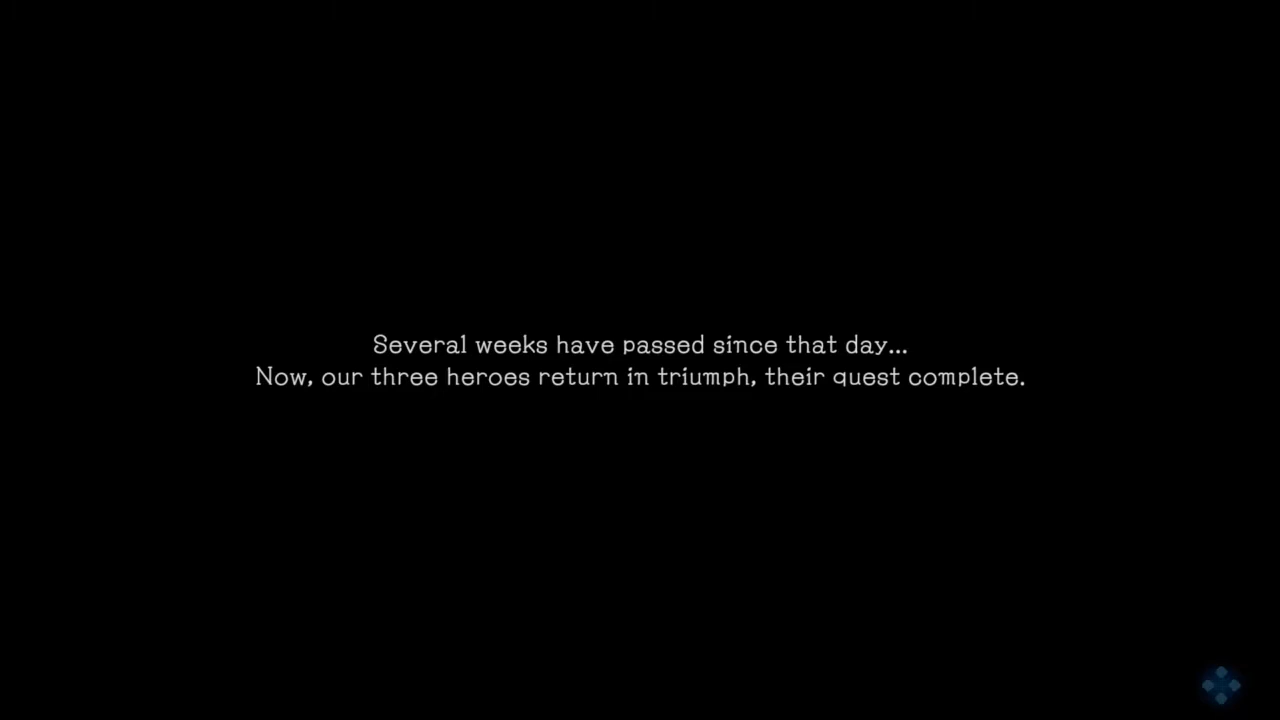 Several weeks have passed since that day...
Now, our three heroes return in triumph, their quest complete.